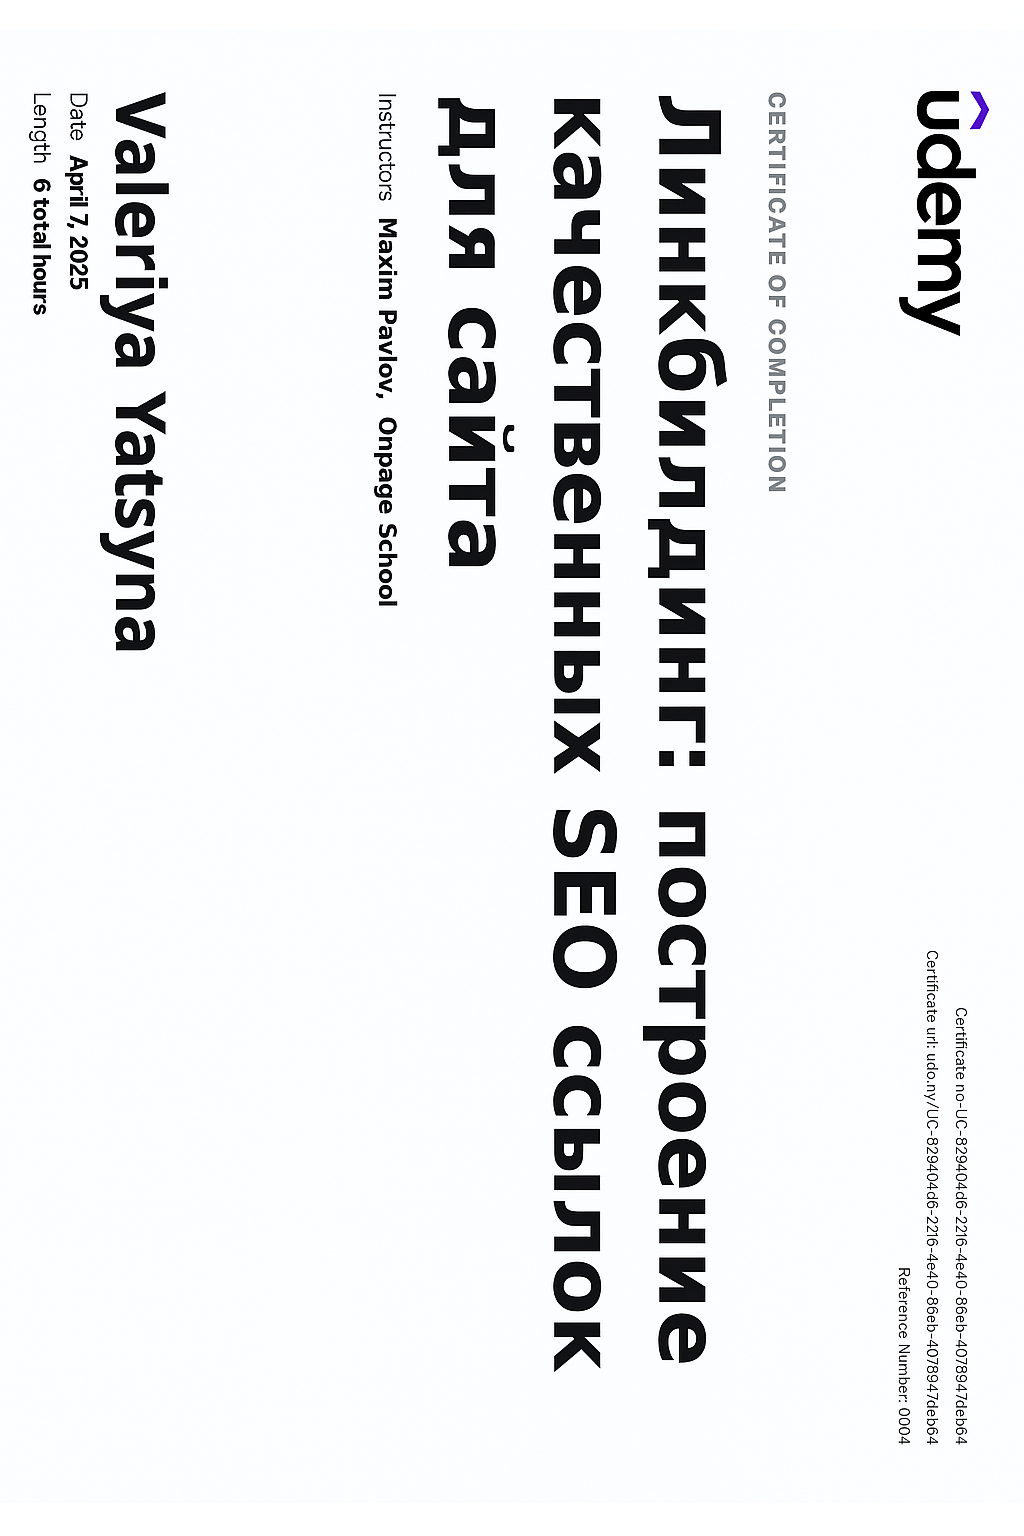 udemy
Certificate no-UC-829404d6-2216-4e40-86eb-4078947deb64
Certificate url: udo.ny/UC-829404d6-2216-4e40-86eb-4078947deb64
Reference Number: 0004
CERTIFICATE OF COMPLETION
Линкбилдинг: построение
качественных SEO ссылок
для сайта
Instructors Maxim Pavlov, Onpage School
Valeriya Yatsyna
Date April 7, 2025
Length 6 total hours